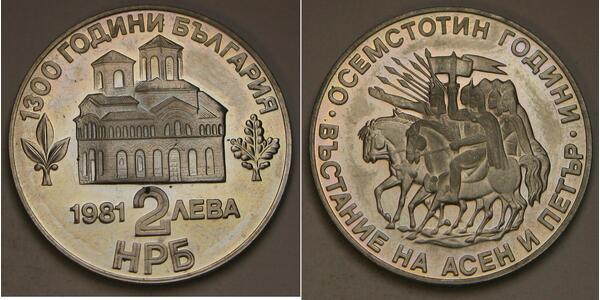 1300 ГОДИНИ БЪЛГАРИЯ
1981 2 ЛЕВА
НРБ
· ОСЕМСТОТИН ГОДИНИ ·
ВЪСТАНИЕ НА АСЕН И ПЕТЪР